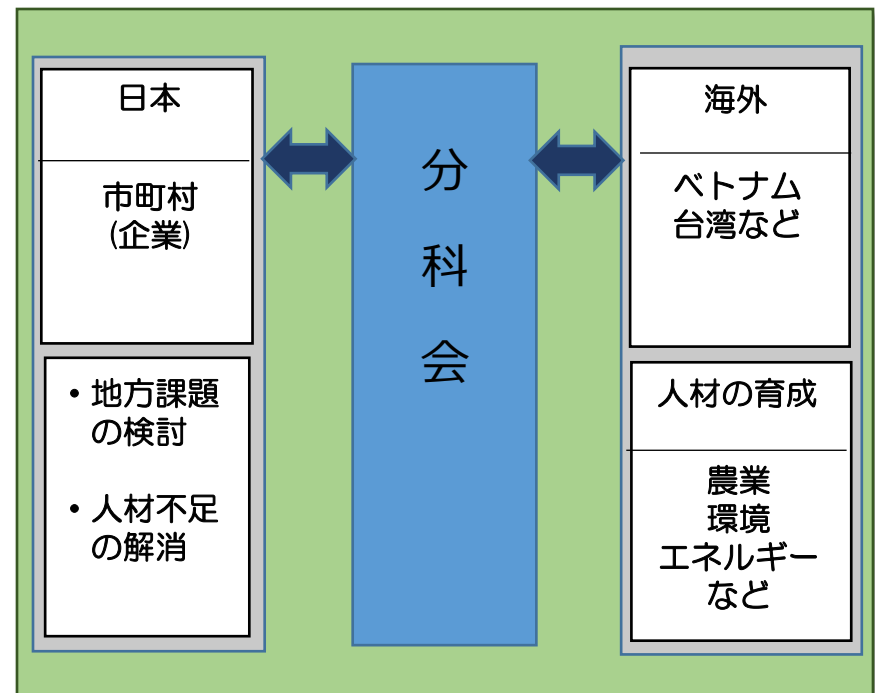 日本
市町村
(企業)
・地方課題
の検討
・人材不足
の解消
分
科
会
海外
ベトナム
台湾など
人材の育成
農業
環境
エネルギー
など